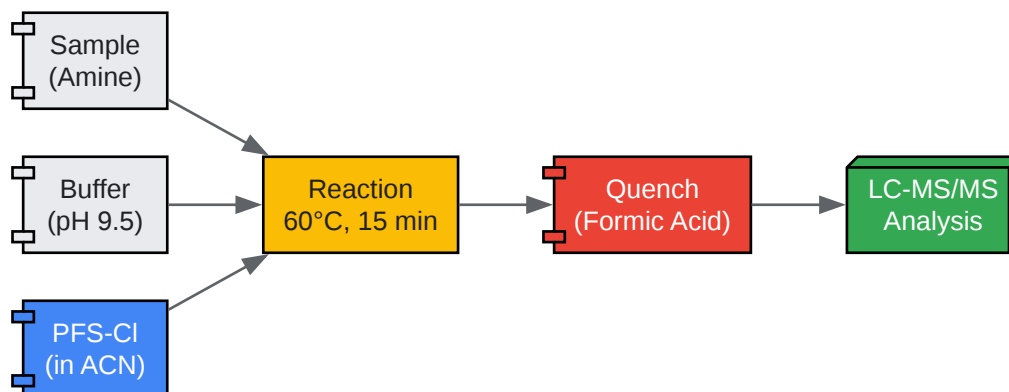 Sample
(Amine)
Buffer
(pH 9.5)
PFS-Cl
(in ACN)
Reaction
60°C, 15 min
Quench
(Formic Acid)
LC-MS/MS
Analysis